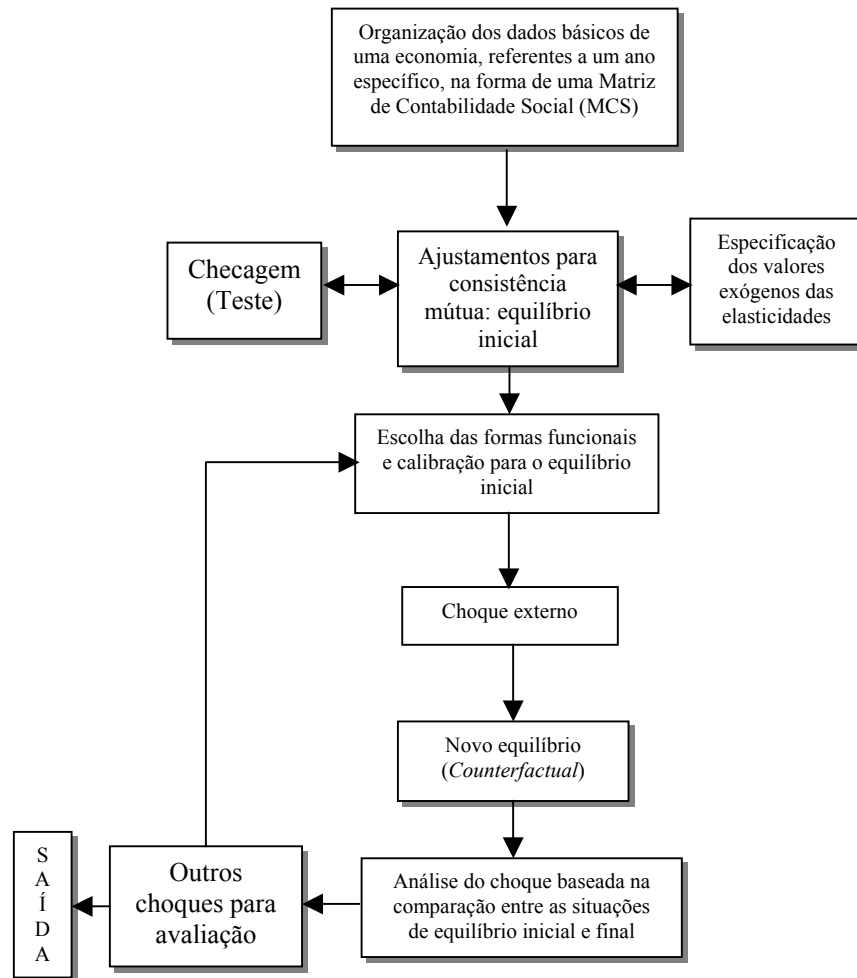 Organização dos dados básicos de
uma economia, referentes a um ano
específico, na forma de uma Matriz
de Contabilidade Social (MCS)
Checagem
(Teste)
Ajustamentos para
consistência
mútua: equilíbrio
inicial
Especificação
dos valores
exógenos das
elasticidades
Escolha das formas funcionais
e calibração para o equilíbrio
inicial
Choque externo
Novo equilíbrio
(Counterfactual)
S
A
Í
D
A
Outros
choques para
avaliação
Análise do choque baseada na
comparação entre as situações
de equilíbrio inicial e final